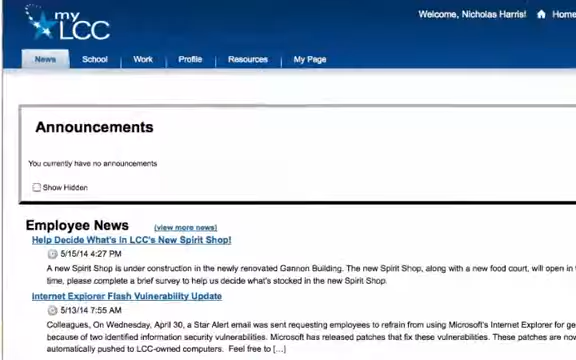 my
LCC
Welcome, Nicholas Harris! Home
News School Work Profile Resources My Page
Announcements
You currently have no announcements
Show Hidden
Employee News (view more news)
Help Decide What's In LCC's New Spirit Shop!
5/15/14 4:27 PM
A new Spirit Shop is under construction in the newly renovated Gannon Building. The new Spirit Shop, along with a new food court, will open in
time, please complete a brief survey to help us decide what's stocked in the new Spirit Shop.
Internet Explorer Flash Vulnerability Update
5/13/14 7:55 AM
Colleagues, On Wednesday, April 30, a Star Alert email was sent requesting employees to refrain from using Microsoft's Internet Explorer for ge
because of two identified information security vulnerabilities. Microsoft has released patches that fix these vulnerabilities. These patches are now
automatically pushed to LCC-owned computers. Feel free to [...]